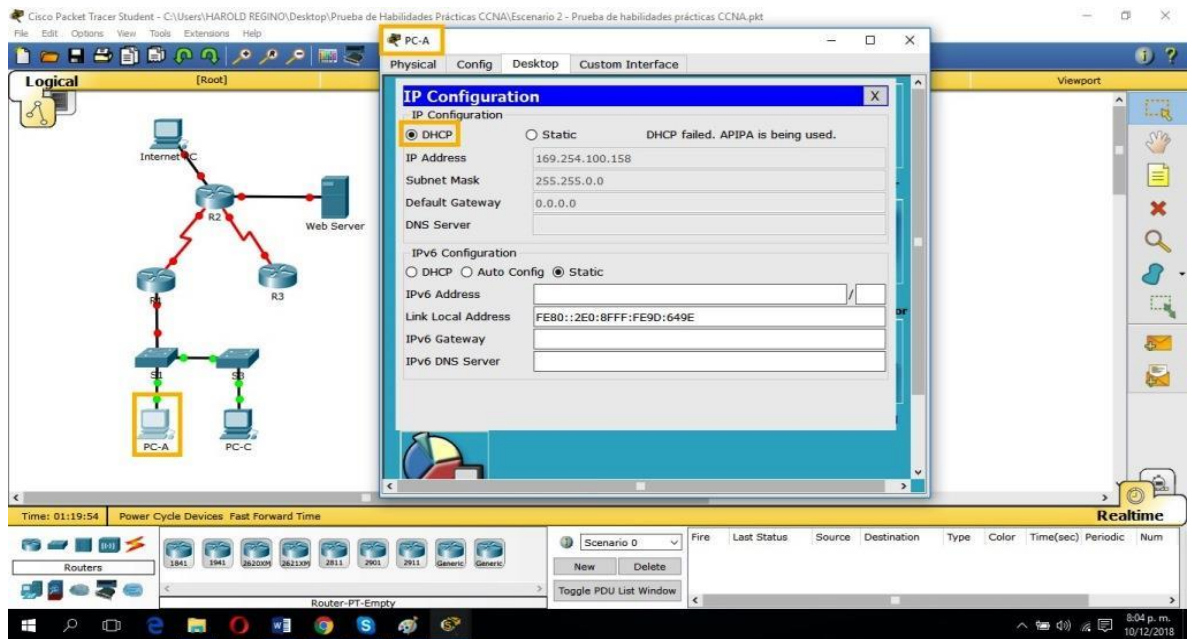 Cisco Packet Tracer Student - C:\Users\HAROLD REGINO\Desktop\Prueba de Habilidades Prácticas CCNA\Escenario 2 - Prueba de habilidades prácticas CCNA.pkt
File Edit Options View Tools Extensions Help
PC-A
Physical Config Desktop Custom Interface
Logical [Root] Viewport
IP Configuration X
IP Configuration
DHCP Static DHCP failed. APIPA is being used.
IP Address 169.254.100.158
Subnet Mask 255.255.0.0
Default Gateway 0.0.0.0
DNS Server
IPv6 Configuration
DHCP Auto Config Static
IPv6 Address /
Link Local Address FE80::2E0:8FFF:FE9D:649E
IPv6 Gateway
IPv6 DNS Server
Internet PC
R2
Web Server
R1
R3
S1
S3
PC-A
PC-C
Time: 01:19:54 Power Cycle Devices Fast Forward Time Realtime
Routers
1841 1941 2620XM 2621XM 2811 2901 2911 Generic Generic
Router-PT-Empty
Scenario 0
New Delete
Toggle PDU List Window
Fire Last Status Source Destination Type Color Time(sec) Periodic Num
8:04 p. m.
10/12/2018